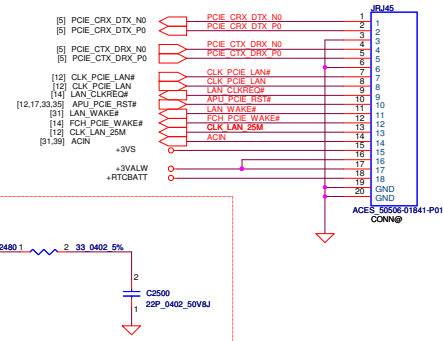 JRJ45
[5] PCIE_CRX_DTX_N0 PCIE_CRX_DTX_N0 1 1
[5] PCIE_CRX_DTX_P0 PCIE_CRX_DTX_P0 2 2
3 3
[5] PCIE_CTX_DRX_N0 PCIE_CTX_DRX_N0 4 4
[5] PCIE_CTX_DRX_P0 PCIE_CTX_DRX_P0 5 5
6 6
[12] CLK_PCIE_LAN# CLK_PCIE_LAN# 7 7
[12] CLK_PCIE_LAN CLK_PCIE_LAN 8 8
[14] LAN_CLKREQ# LAN_CLKREQ# 9 9
[12,17,33,35] APU_PCIE_RST# APU_PCIE_RST# 10 10
[31] LAN_WAKE# LAN_WAKE# 11 11
[14] FCH_PCIE_WAKE# FCH_PCIE_WAKE# 12 12
[12] CLK_LAN_25M CLK_LAN_25M 13 13
[31,39] ACIN ACIN 14 14
+3VS 15 15
16 16
+3VALW 17 17
+RTCBATT 18 18
19 GND
20 GND
ACES_50506-01841-P01
CONN@
2480 1 2 33_0402_5%
2
C2500
22P_0402_50V8J
1